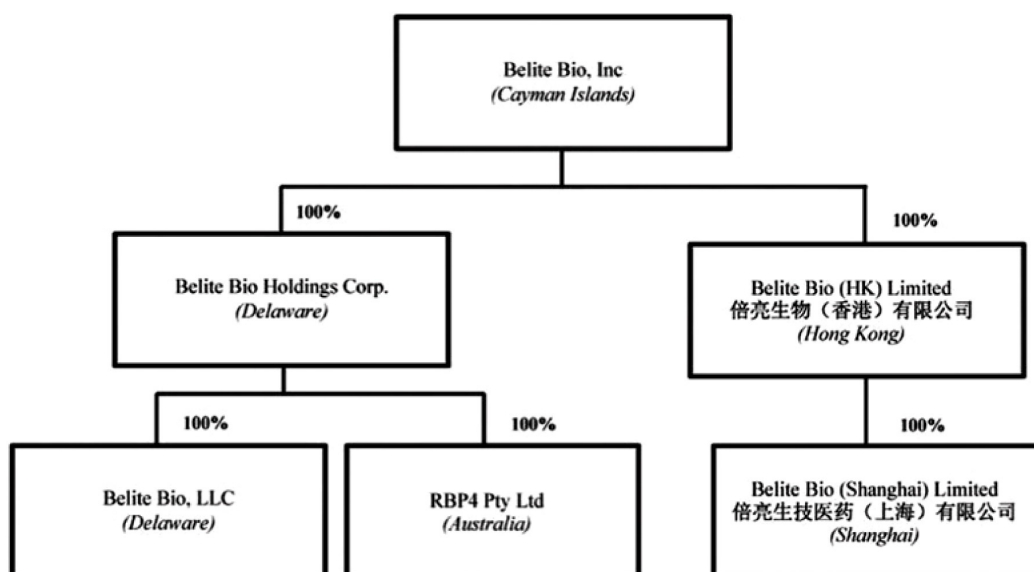 Belite Bio, Inc
(Cayman Islands)
100%
100%
Belite Bio Holdings Corp.
(Delaware)
Belite Bio (HK) Limited
倍亮生物（香港）有限公司
(Hong Kong)
100%
100%
100%
Belite Bio, LLC
(Delaware)
RBP4 Pty Ltd
(Australia)
Belite Bio (Shanghai) Limited
倍亮生技医药（上海）有限公司
(Shanghai)